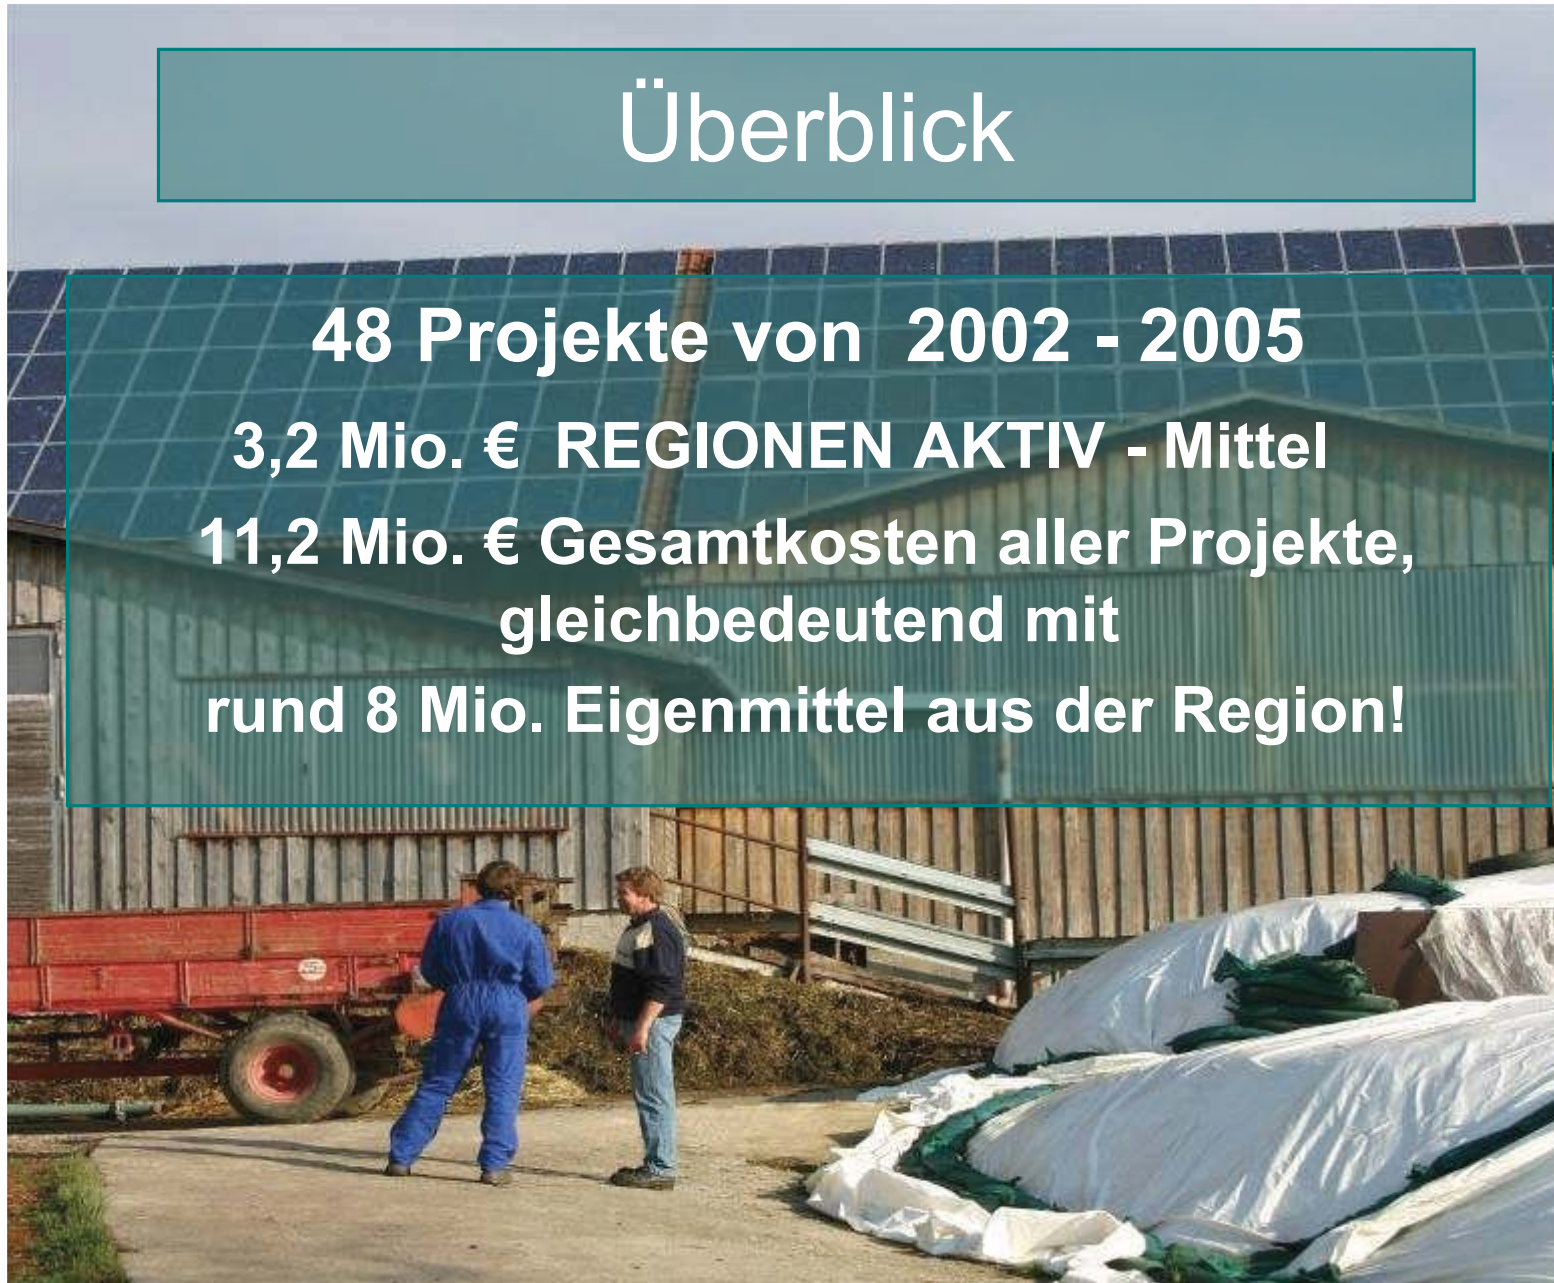 Überblick
48 Projekte von 2002 - 2005
3,2 Mio. € REGIONEN AKTIV - Mittel
11,2 Mio. € Gesamtkosten aller Projekte,
gleichbedeutend mit
rund 8 Mio. Eigenmittel aus der Region!